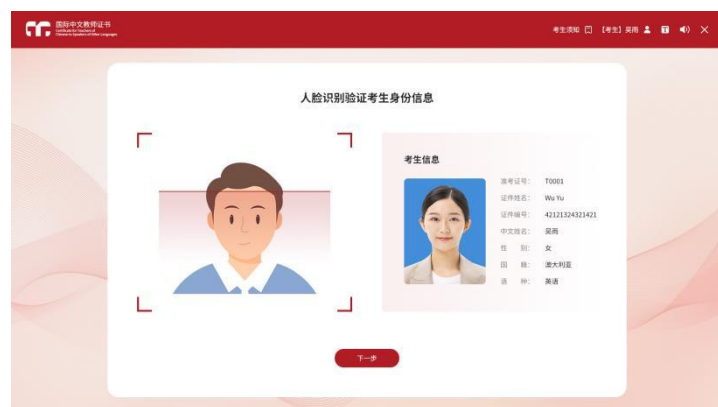 国际中文教师证书
Certificate for Teachers of
Chinese to Speakers of Other Languages
考生须知 【考生】吴雨
人脸识别验证考生身份信息
考生信息
准考证号: T0001
证件姓名: Wu Yu
证件编号: 42121324321421
中文姓名: 吴雨
性 别: 女
国 籍: 澳大利亚
语 种: 英语
下一步